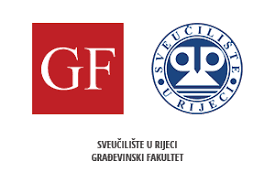 GF
SVEUČILIŠTE
U RIJECI
SVEUČILIŠTE U RIJECI
GRAĐEVINSKI FAKULTET